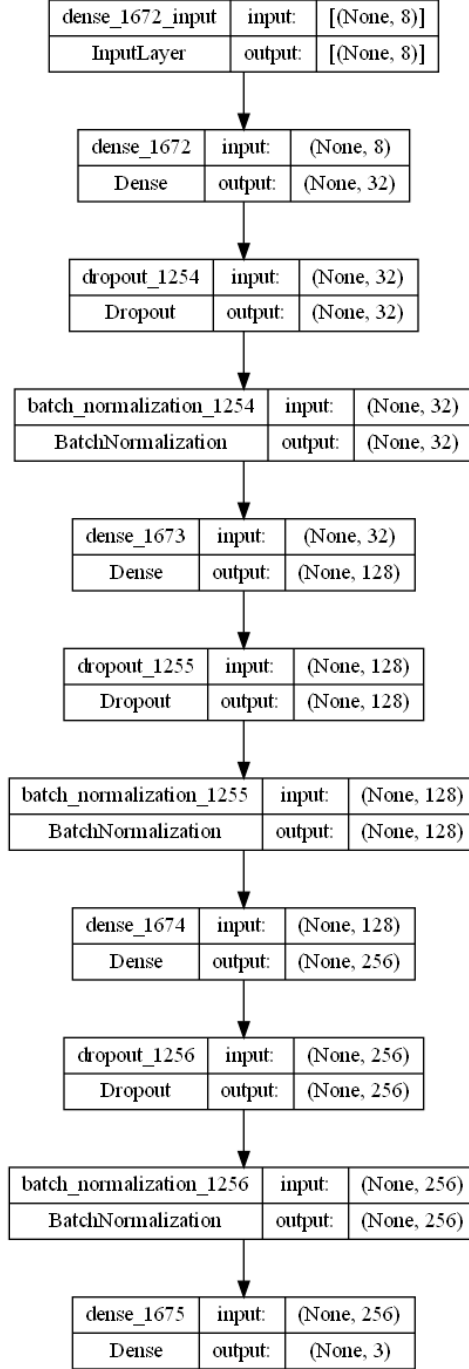 dense_1672_input input: [(None, 8)]
InputLayer output: [(None, 8)]
dense_1672 input: (None, 8)
Dense output: (None, 32)
dropout_1254 input: (None, 32)
Dropout output: (None, 32)
batch_normalization_1254 input: (None, 32)
BatchNormalization output: (None, 32)
dense_1673 input: (None, 32)
Dense output: (None, 128)
dropout_1255 input: (None, 128)
Dropout output: (None, 128)
batch_normalization_1255 input: (None, 128)
BatchNormalization output: (None, 128)
dense_1674 input: (None, 128)
Dense output: (None, 256)
dropout_1256 input: (None, 256)
Dropout output: (None, 256)
batch_normalization_1256 input: (None, 256)
BatchNormalization output: (None, 256)
dense_1675 input: (None, 256)
Dense output: (None, 3)